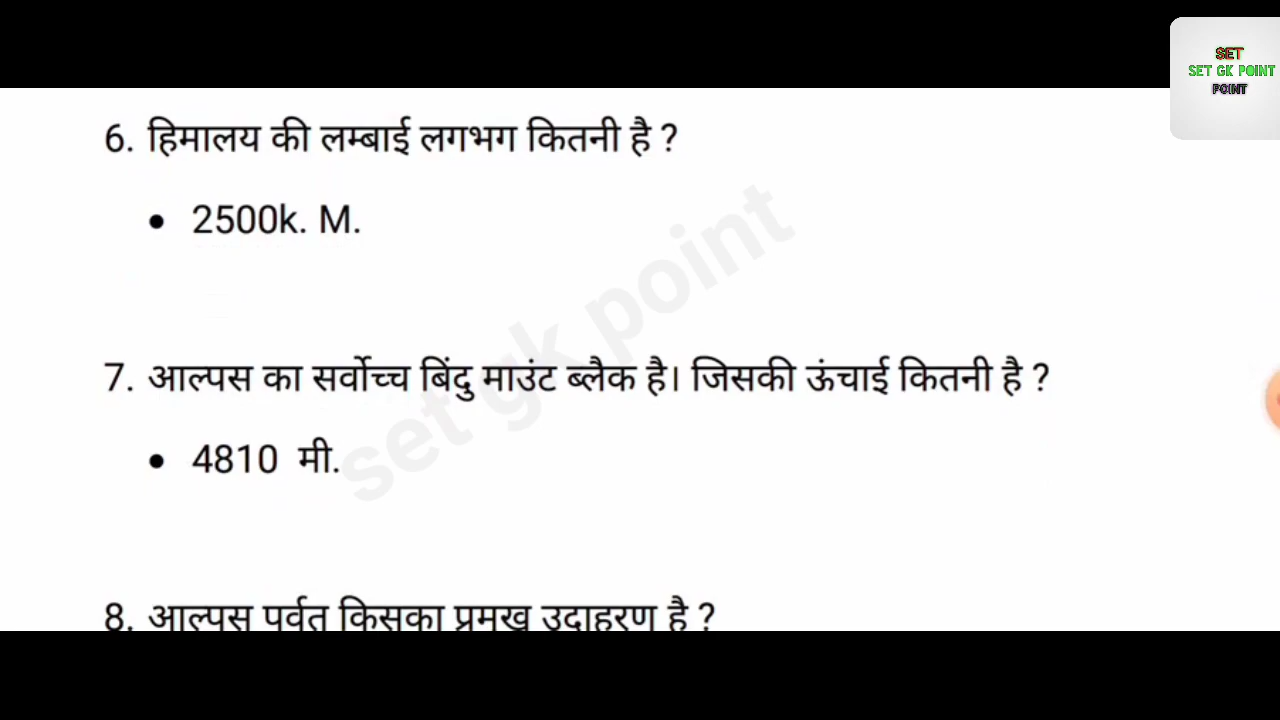 SET
SET GK POINT
POINT
6. हिमालय की लम्बाई लगभग कितनी है ?
• 2500k. M.
7. आल्पस का सर्वोच्च बिंदु माउंट ब्लैक है। जिसकी ऊंचाई कितनी है ?
• 4810 मी.
set gk point
8. आल्पस पर्वत किसका प्रमुख उदाहरण है ?